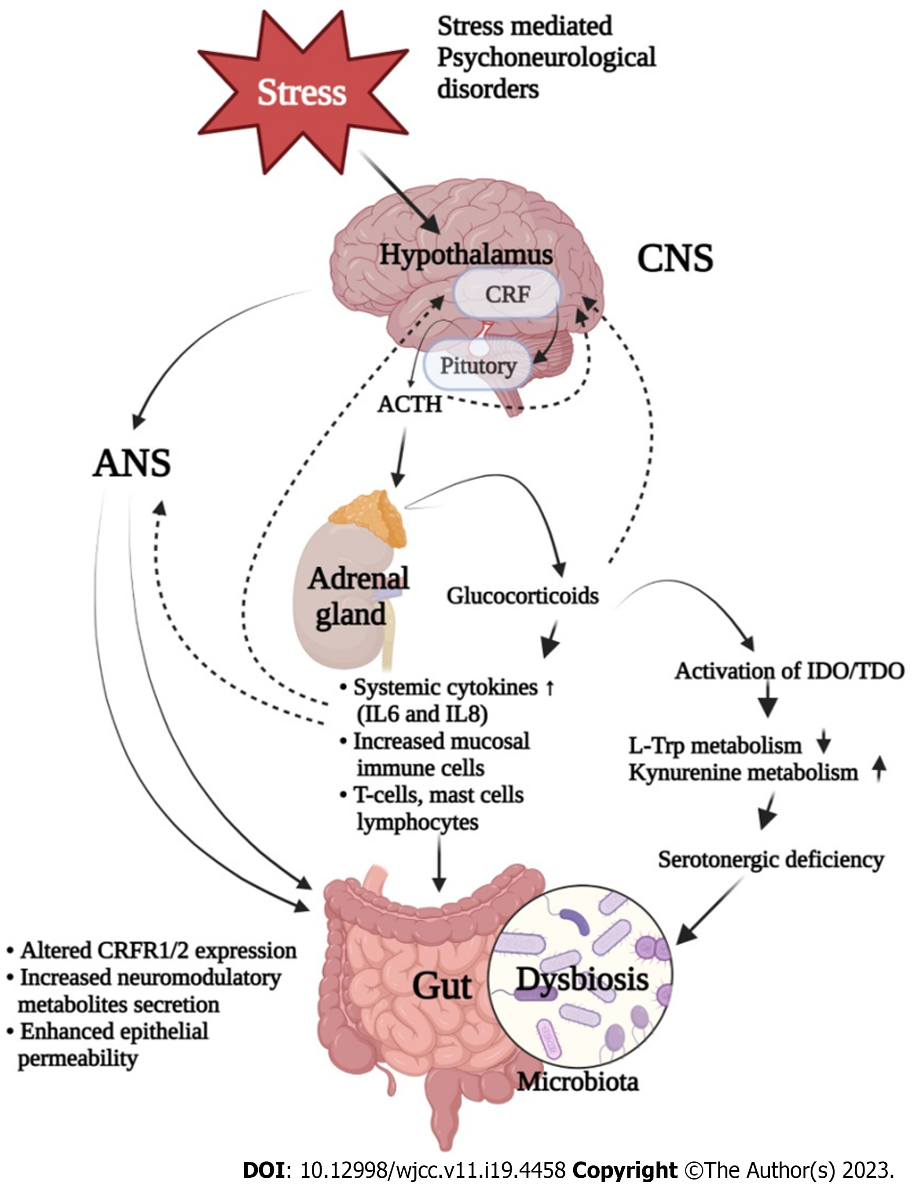 Stress
Stress mediated
Psychoneurological
disorders
Hypothalamus
CNS
CRF
Pitutory
ACTH
ANS
Adrenal
gland
Glucocorticoids
Activation of IDO/TDO
• Systemic cytokines ↑
(IL6 and IL8)
• Increased mucosal
immune cells
• T-cells, mast cells
lymphocytes
L-Trp metabolism
Kynurenine metabolism
Serotonergic deficiency
• Altered CRFR1/2 expression
• Increased neuromodulatory
metabolites secretion
• Enhanced epithelial
permeability
Gut
Dysbiosis
Microbiota
DOI: 10.12998/wjcc.v11.i19.4458 Copyright ©The Author(s) 2023.